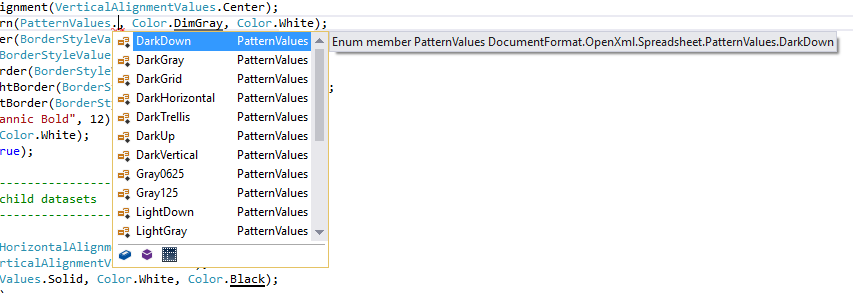 ignment(VerticalAlignmentValues.Center);
rn(PatternValues., Color.DimGray, Color.White);
er(BorderStyleValu
DarkDown PatternValues
Enum member PatternValues DocumentFormat.OpenXml.Spreadsheet.PatternValues.DarkDown
BorderStyleValue
DarkGray PatternValues
rder(BorderStyle
DarkGrid PatternValues
htBorder(BorderS
DarkHorizontal PatternValues
;
tBorder(BorderSt
DarkTrellis PatternValues
annic Bold", 12)
DarkUp PatternValues
Color.White);
DarkVertical PatternValues
rue);
Gray0625 PatternValues
Gray125 PatternValues
child datasets
LightDown PatternValues
LightGray PatternValues
HorizontalAlignm
erticalAlignmentV
Values.Solid, Color.White, Color.Black);